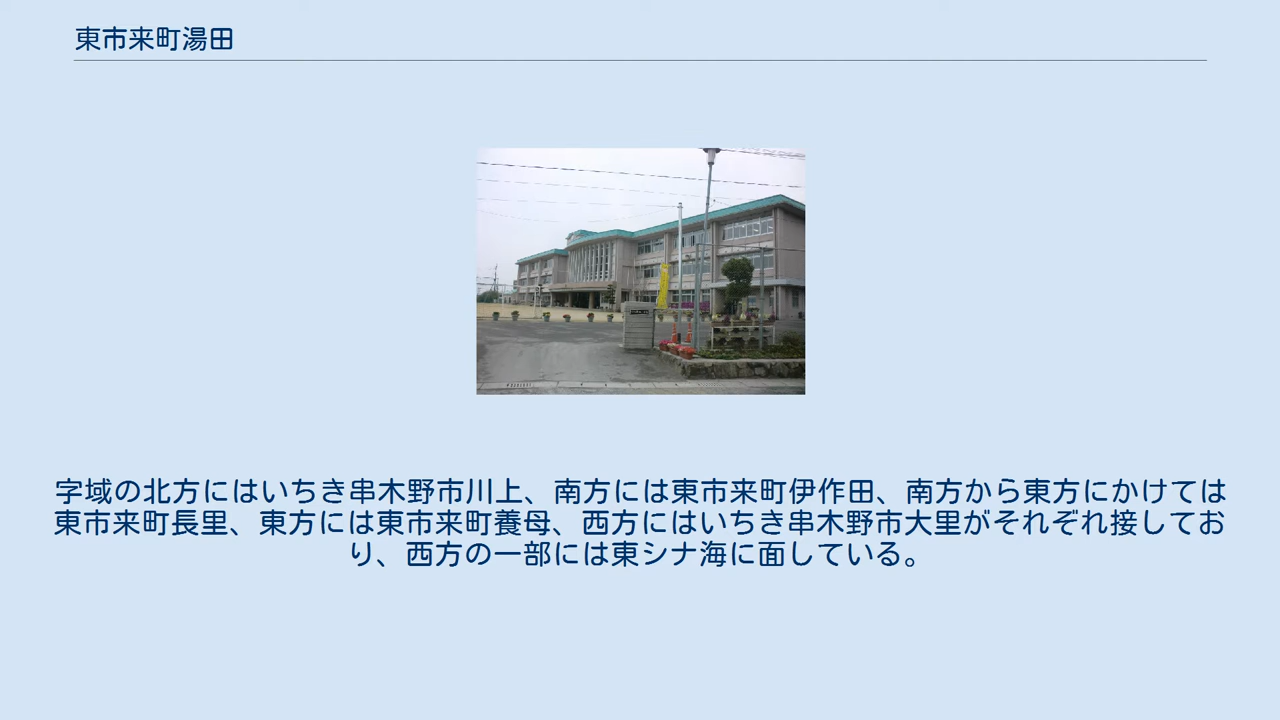 東市来町湯田
字域の北方にはいちき串木野市川上、南方には東市来町伊作田、南方から東方にかけては
東市来町長里、東方には東市来町養母、西方にはいちき串木野市大里がそれぞれ接してお
り、西方の一部には東シナ海に面している。